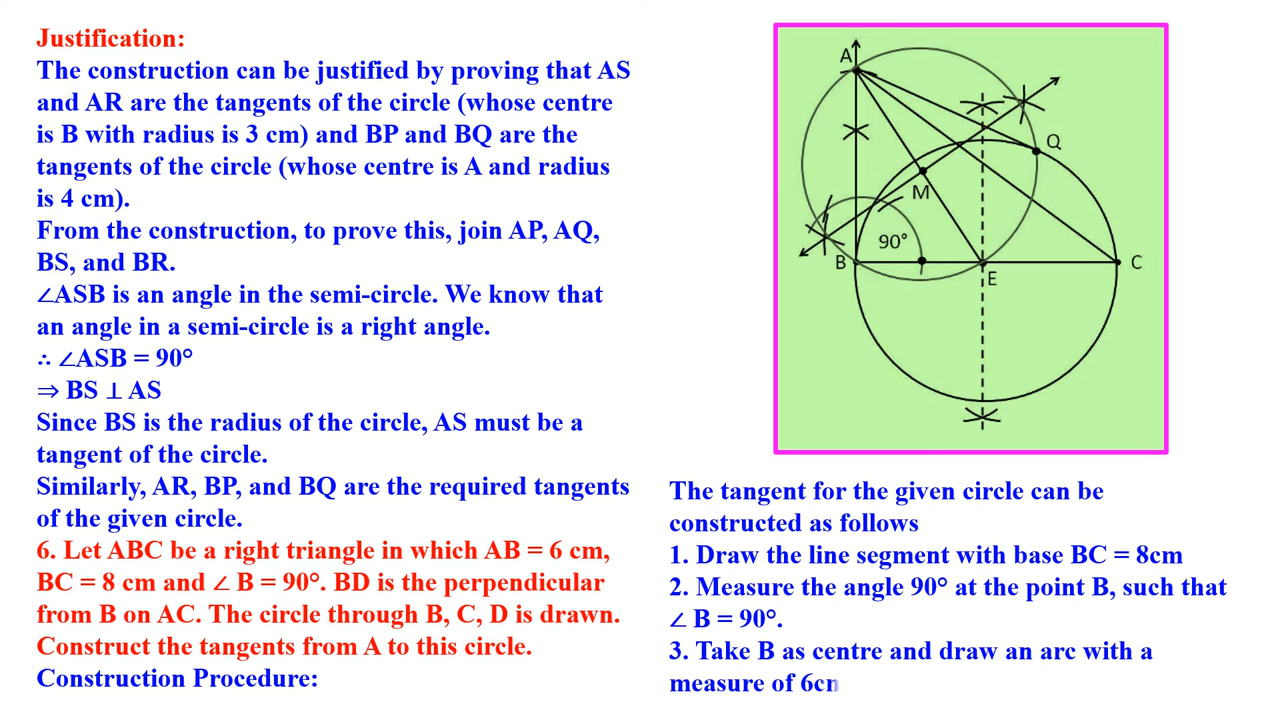 Justification:
The construction can be justified by proving that AS
and AR are the tangents of the circle (whose centre
is B with radius is 3 cm) and BP and BQ are the
tangents of the circle (whose centre is A and radius
is 4 cm).
From the construction, to prove this, join AP, AQ,
BS, and BR.
∠ASB is an angle in the semi-circle. We know that
an angle in a semi-circle is a right angle.
∴ ∠ASB = 90°
⇒ BS ⊥ AS
Since BS is the radius of the circle, AS must be a
tangent of the circle.
Similarly, AR, BP, and BQ are the required tangents
of the given circle.
6. Let ABC be a right triangle in which AB = 6 cm,
BC = 8 cm and ∠ B = 90°. BD is the perpendicular
from B on AC. The circle through B, C, D is drawn.
Construct the tangents from A to this circle.
Construction Procedure:
A
Q
M
90°
B
C
E
The tangent for the given circle can be
constructed as follows
1. Draw the line segment with base BC = 8cm
2. Measure the angle 90° at the point B, such that
∠ B = 90°.
3. Take B as centre and draw an arc with a
measure of 6cm